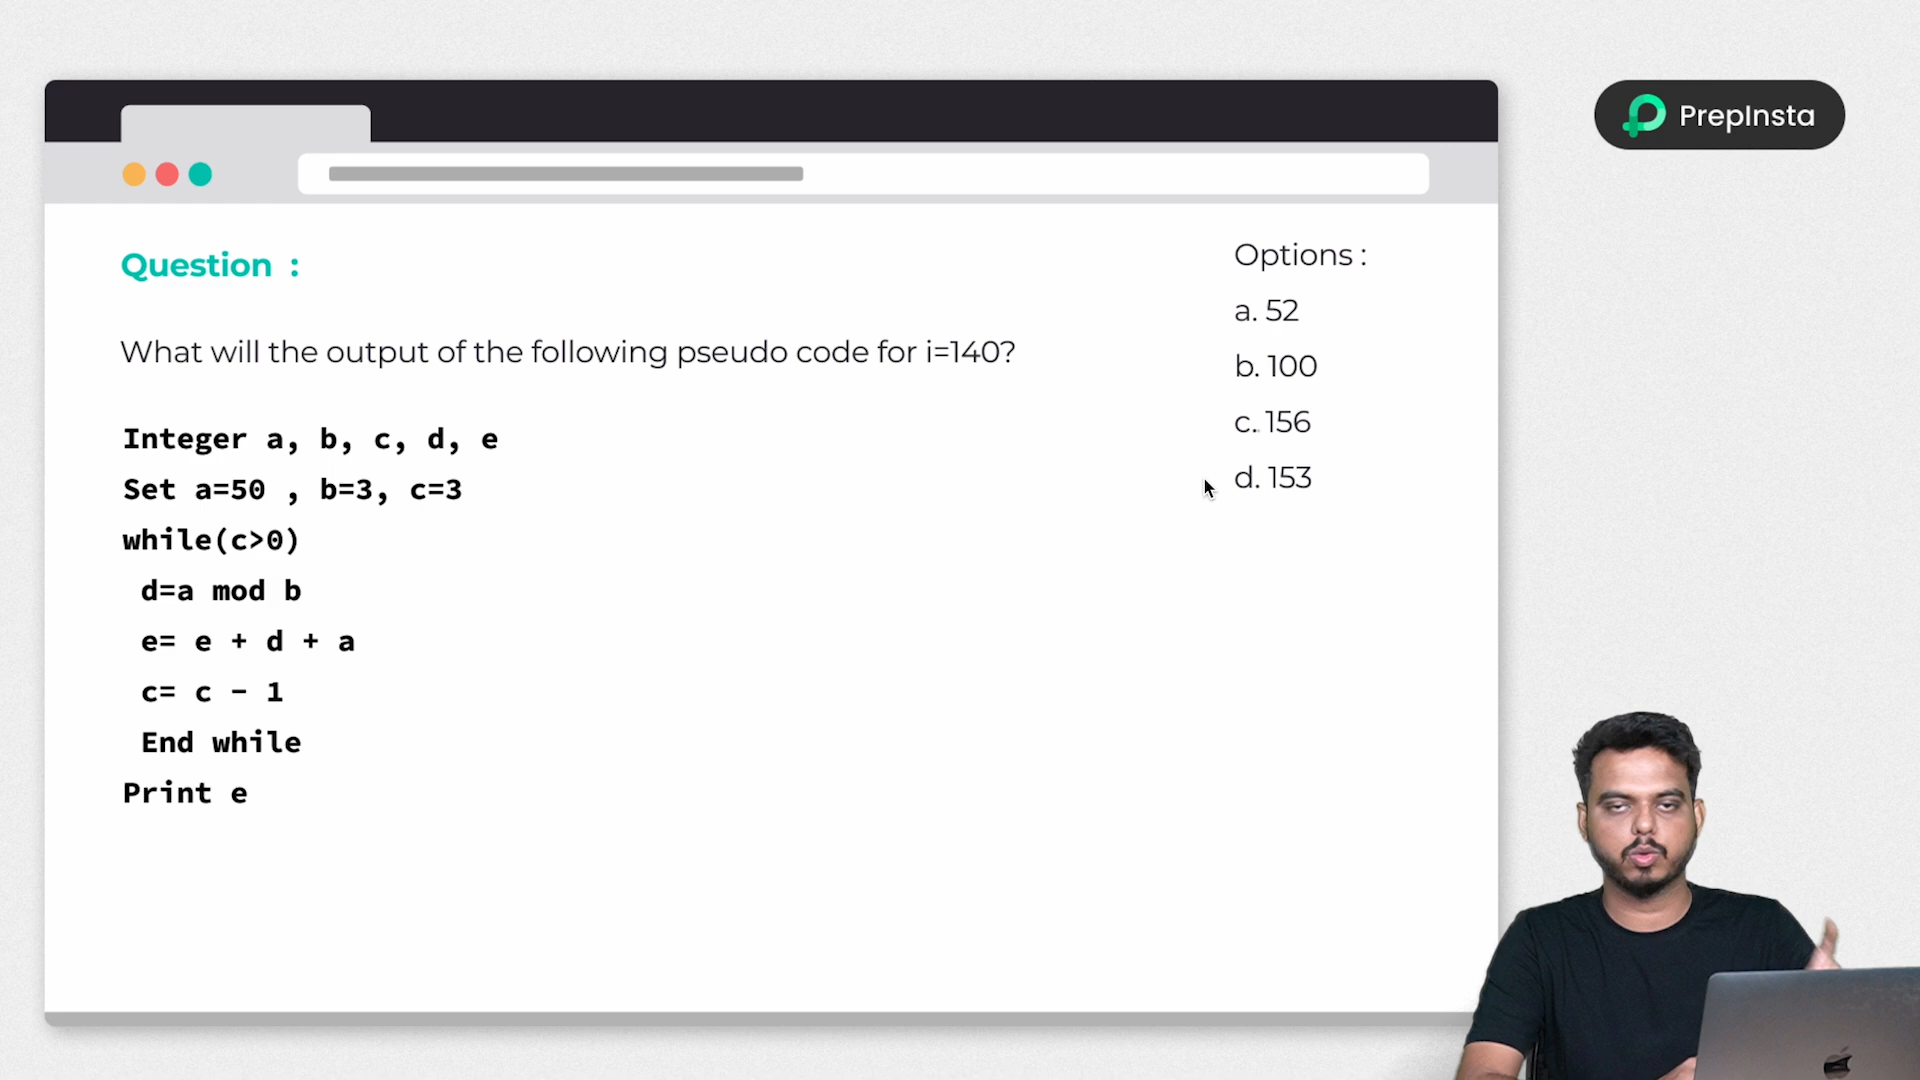 PrepInsta
Question :
What will the output of the following pseudo code for i=140?
Integer a, b, c, d, e
Set a=50 , b=3, c=3
while(c>0)
d=a mod b
e= e + d + a
c= c - 1
End while
Print e
Options :
a. 52
b. 100
c. 156
d. 153